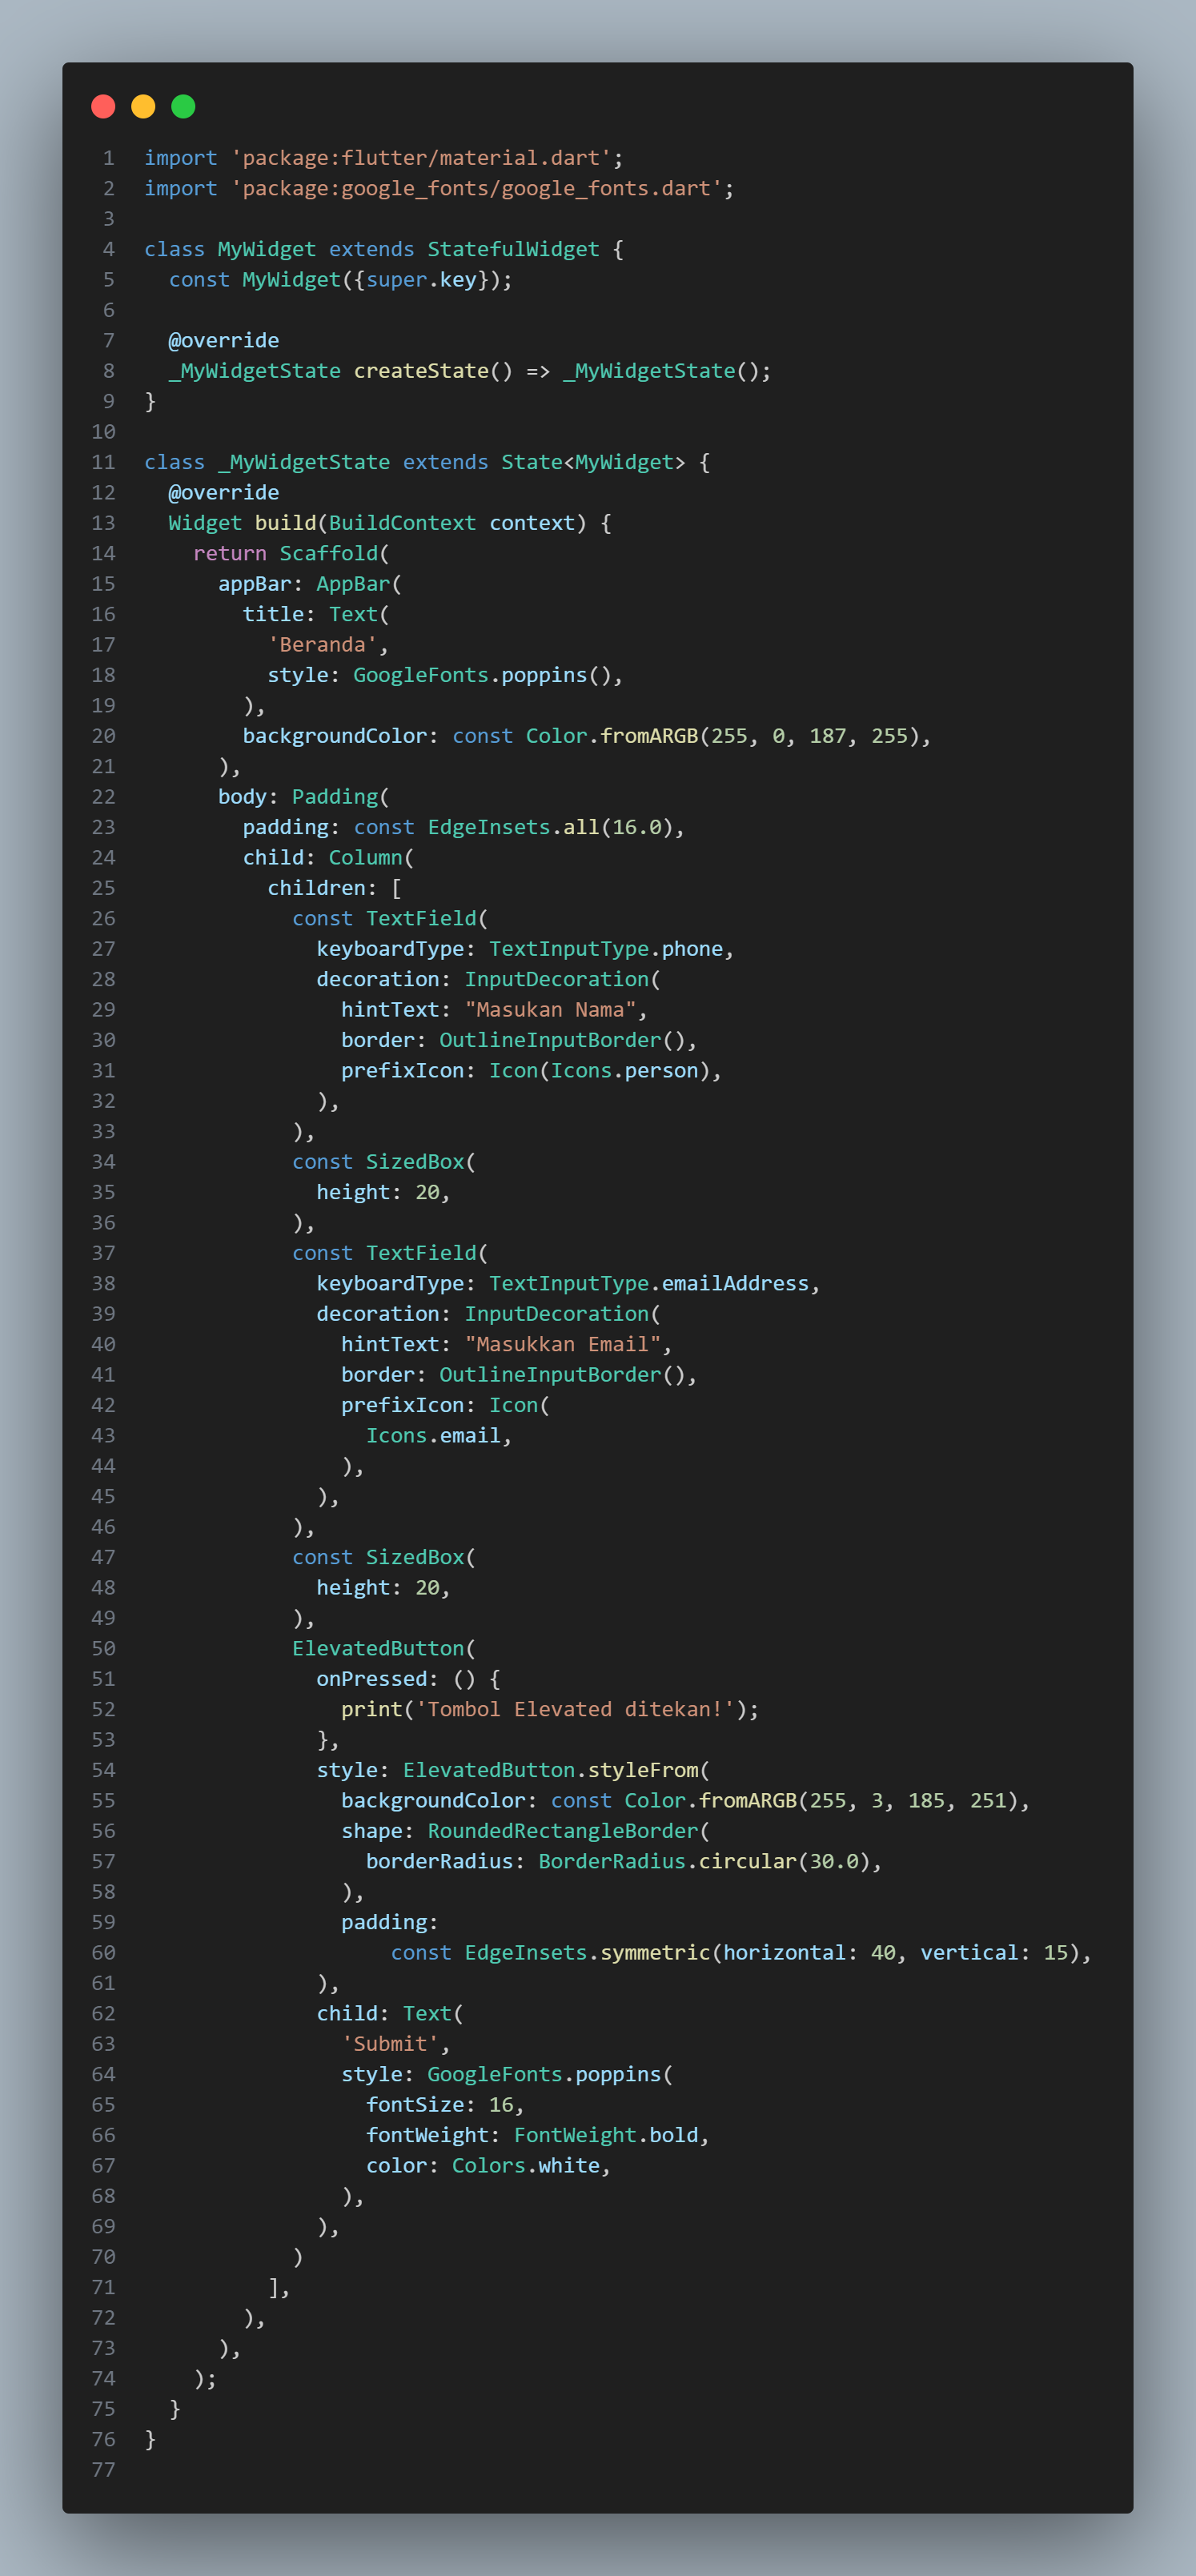 1 import 'package:flutter/material.dart';
2 import 'package:google_fonts/google_fonts.dart';
3
4 class MyWidget extends StatefulWidget {
5   const MyWidget({super.key});
6
7   @override
8   _MyWidgetState createState() => _MyWidgetState();
9 }
10
11 class _MyWidgetState extends State<MyWidget> {
12   @override
13   Widget build(BuildContext context) {
14     return Scaffold(
15       appBar: AppBar(
16         title: Text(
17           'Beranda',
18           style: GoogleFonts.poppins(),
19         ),
20         backgroundColor: const Color.fromARGB(255, 0, 187, 255),
21       ),
22       body: Padding(
23         padding: const EdgeInsets.all(16.0),
24         child: Column(
25           children: [
26             const TextField(
27               keyboardType: TextInputType.phone,
28               decoration: InputDecoration(
29                 hintText: "Masukan Nama",
30                 border: OutlineInputBorder(),
31                 prefixIcon: Icon(Icons.person),
32               ),
33             ),
34             const SizedBox(
35               height: 20,
36             ),
37             const TextField(
38               keyboardType: TextInputType.emailAddress,
39               decoration: InputDecoration(
40                 hintText: "Masukkan Email",
41                 border: OutlineInputBorder(),
42                 prefixIcon: Icon(
43                   Icons.email,
44                 ),
45               ),
46             ),
47             const SizedBox(
48               height: 20,
49             ),
50             ElevatedButton(
51               onPressed: () {
52                 print('Tombol Elevated ditekan!');
53               },
54               style: ElevatedButton.styleFrom(
55                 backgroundColor: const Color.fromARGB(255, 3, 185, 251),
56                 shape: RoundedRectangleBorder(
57                   borderRadius: BorderRadius.circular(30.0),
58                 ),
59                 padding:
60                     const EdgeInsets.symmetric(horizontal: 40, vertical: 15),
61               ),
62               child: Text(
63                 'Submit',
64                 style: GoogleFonts.poppins(
65                   fontSize: 16,
66                   fontWeight: FontWeight.bold,
67                   color: Colors.white,
68                 ),
69               ),
70             )
71           ],
72         ),
73       ),
74     );
75   }
76 }
77